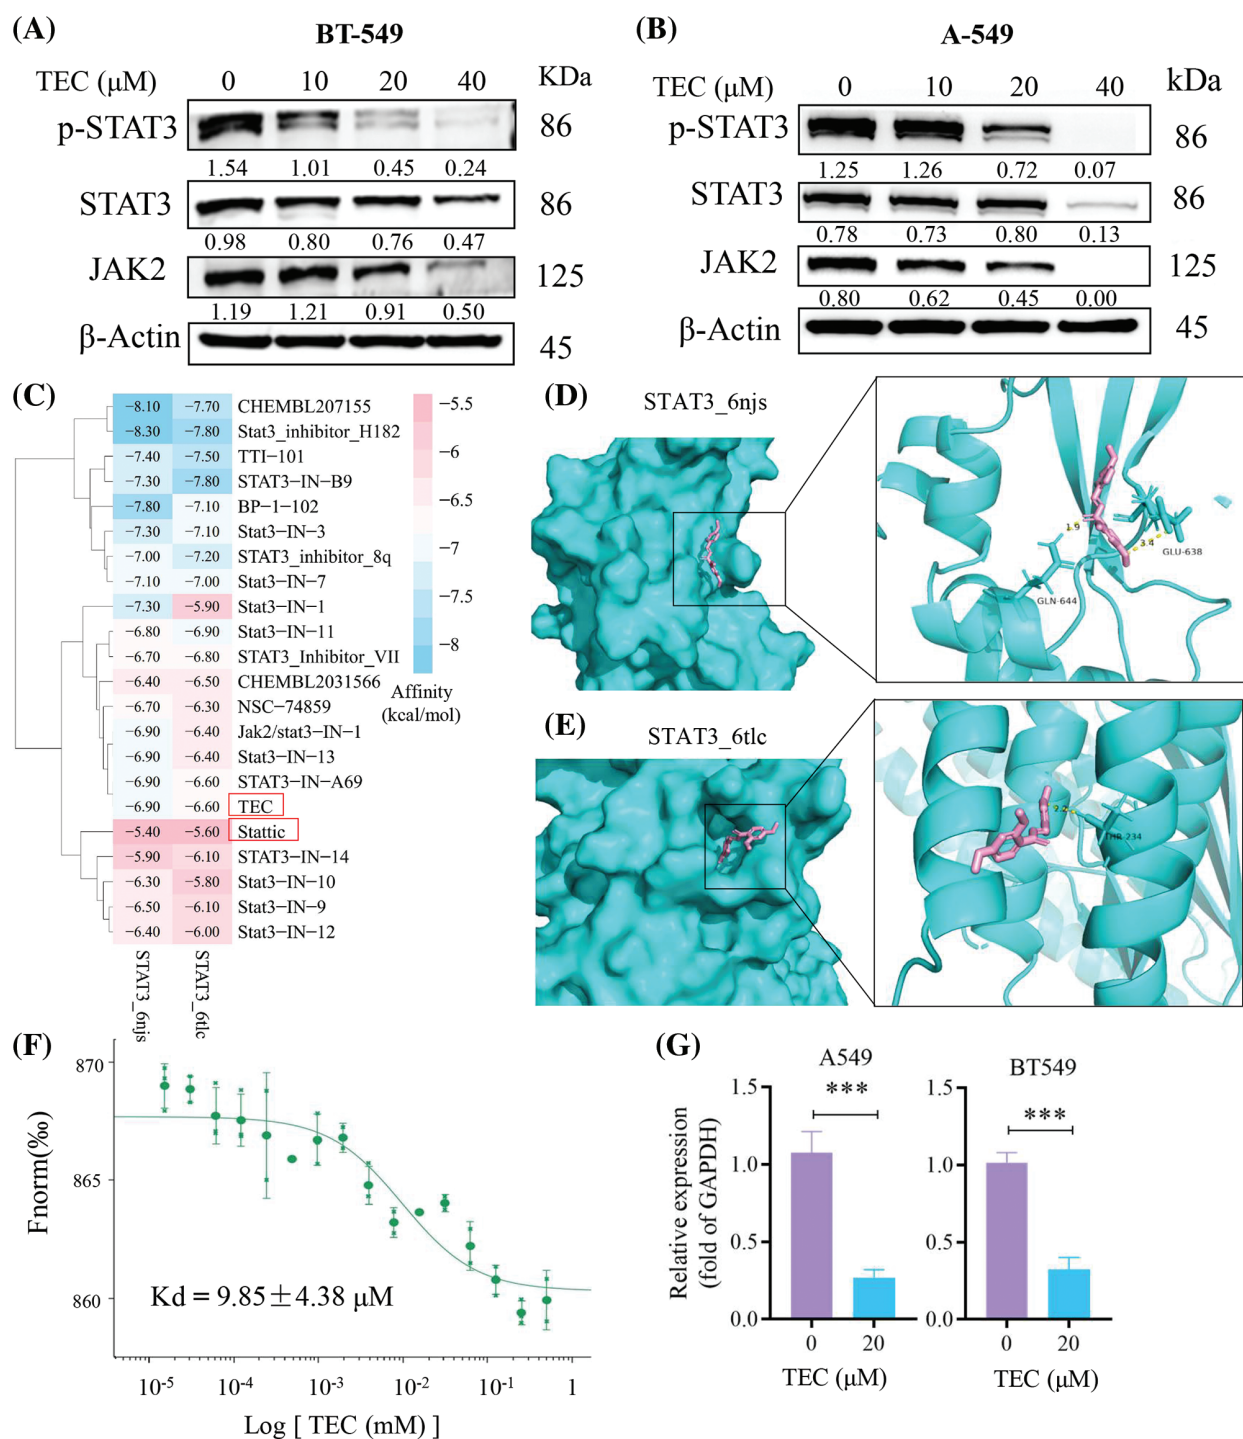 (A)
BT-549
TEC (μM) 0 10 20 40 KDa
p-STAT3 86
1.54 1.01 0.45 0.24
STAT3 86
0.98 0.80 0.76 0.47
JAK2 125
1.19 1.21 0.91 0.50
β-Actin 45
(B)
A-549
TEC (μM) 0 10 20 40 kDa
p-STAT3 86
1.25 1.26 0.72 0.07
STAT3 86
0.78 0.73 0.80 0.13
JAK2 125
0.80 0.62 0.45 0.00
β-Actin 45
(C)
−8.10 −7.70 CHEMBL207155
−8.30 −7.80 Stat3_inhibitor_H182
−7.40 −7.50 TTI−101
−7.30 −7.80 STAT3−IN−B9
−7.80 −7.10 BP−1−102
−7.30 −7.10 Stat3−IN−3
−7.00 −7.20 STAT3_inhibitor_8q
−7.10 −7.00 Stat3−IN−7
−7.30 −5.90 Stat3−IN−1
−6.80 −6.90 Stat3−IN−11
−6.70 −6.80 STAT3_Inhibitor_VII
−6.40 −6.50 CHEMBL2031566
−6.70 −6.30 NSC−74859
−6.90 −6.40 Jak2/stat3−IN−1
−6.90 −6.40 Stat3−IN−13
−6.90 −6.60 STAT3−IN−A69
−6.90 −6.60 TEC
−5.40 −5.60 Stattic
−5.90 −6.10 STAT3−IN−14
−6.30 −5.80 Stat3−IN−10
−6.50 −6.10 Stat3−IN−9
−6.40 −6.00 Stat3−IN−12
STAT3_6njs
STAT3_6tlc
−5.5
−6
−6.5
−7
−7.5
−8
Affinity
(kcal/mol)
(D)
STAT3_6njs
1.9
3.4
GLU-638
GLN-644
(E)
STAT3_6tlc
2.2
THR-234
(F)
870
865
860
Fnorm(‰)
Kd = 9.85±4.38 μM
10-5 10-4 10-3 10-2 10-1 1
Log [ TEC (mM) ]
(G)
A549
***
1.5
1.0
0.5
0.0
Relative expression
(fold of GAPDH)
0 20
TEC (μM)
BT549
***
1.5
1.0
0.5
0.0
0 20
TEC (μM)